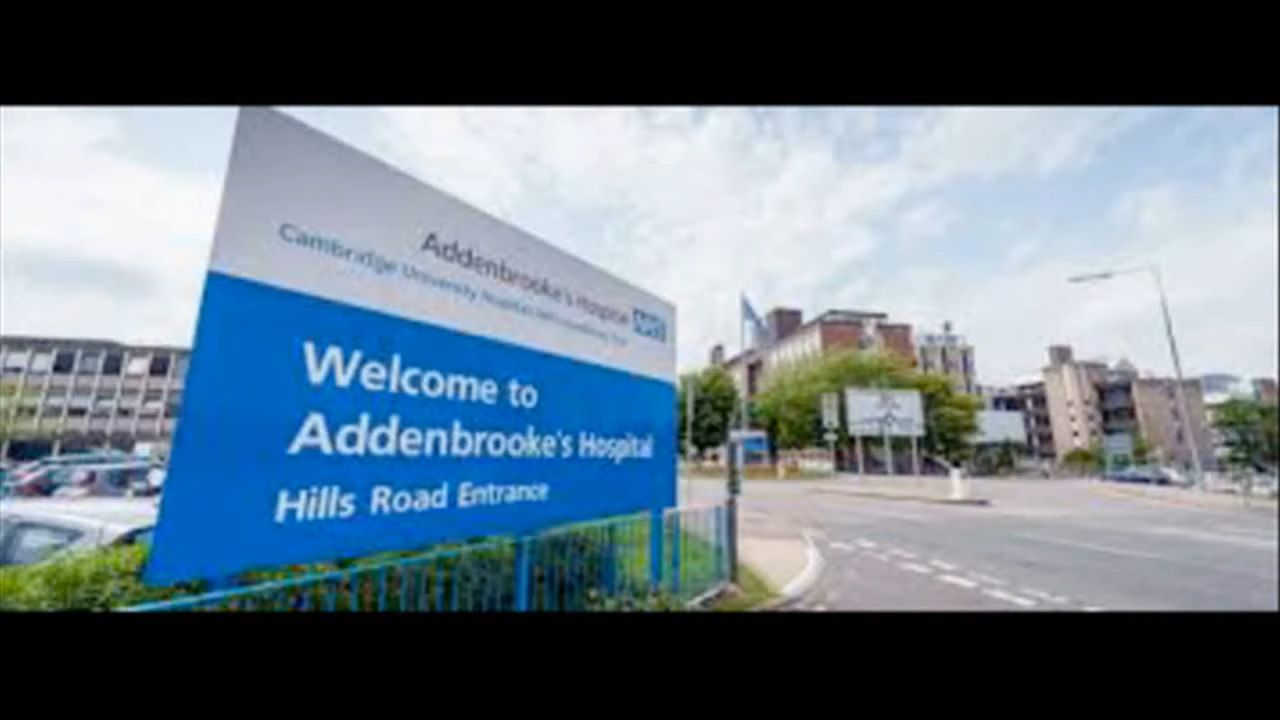 Addenbrooke's Hospital
NHS
Cambridge University Hospitals
Welcome to
Addenbrooke's Hospital
Hills Road Entrance